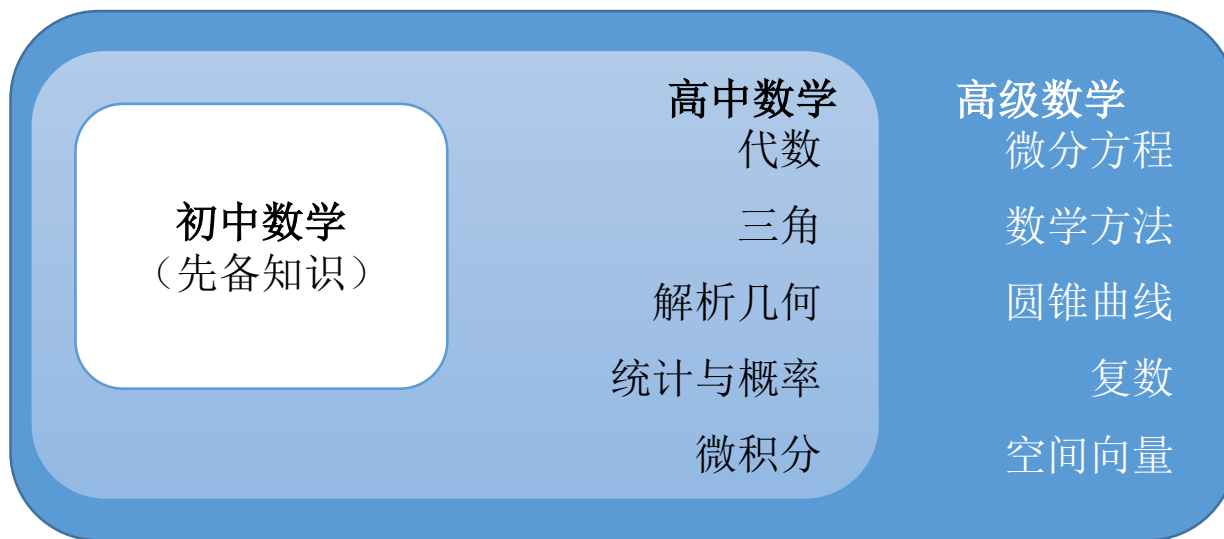 初中数学
（先备知识）
高中数学
代数
三角
解析几何
统计与概率
微积分
高级数学
微分方程
数学方法
圆锥曲线
复数
空间向量